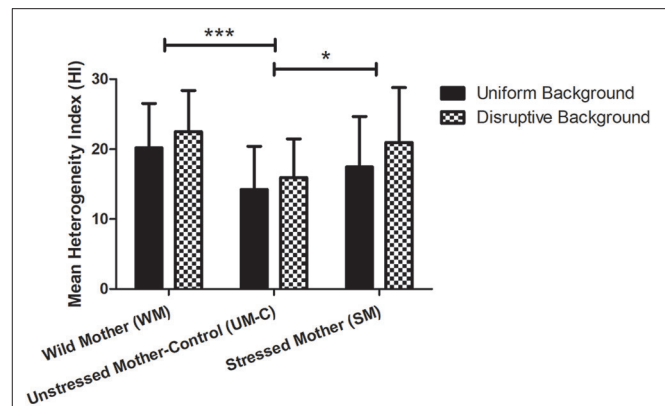 ***
*
Mean Heterogeneity Index (HI)
30
20
10
0
Uniform Background
Disruptive Background
Wild Mother (WM)
Unstressed Mother-Control (UM-C)
Stressed Mother (SM)